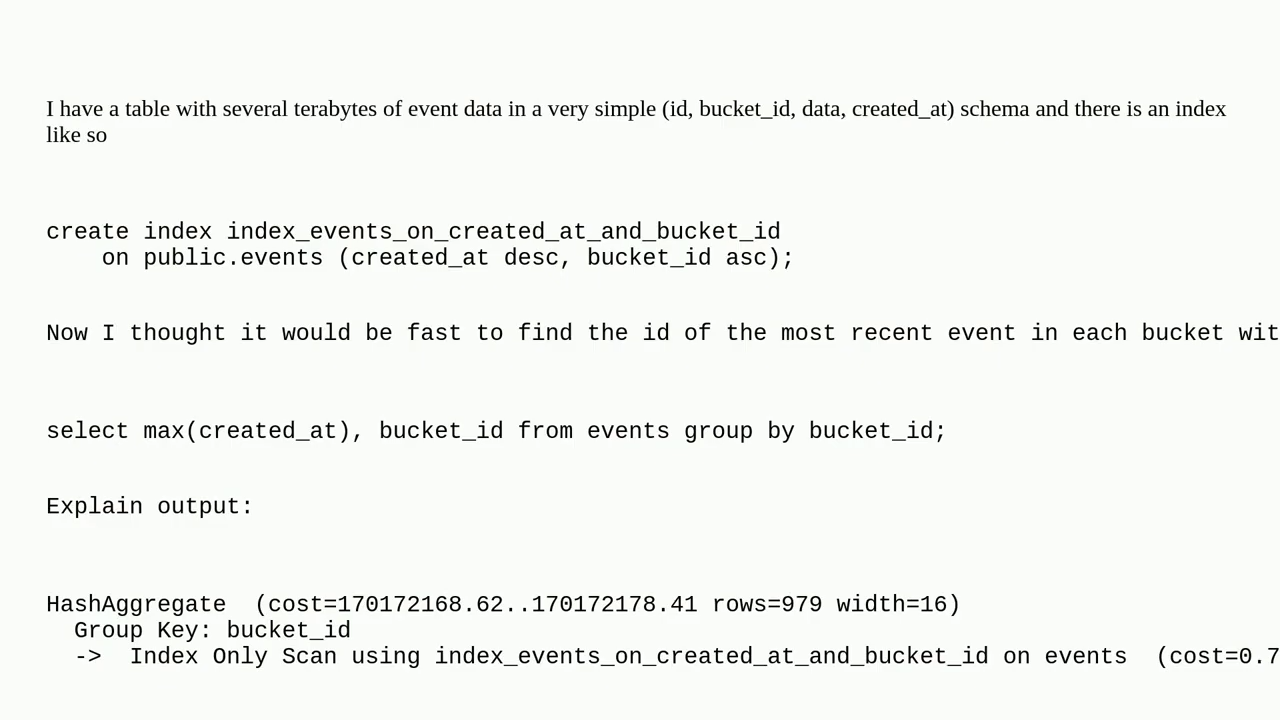 I have a table with several terabytes of event data in a very simple (id, bucket_id, data, created_at) schema and there is an index
like so
create index index_events_on_created_at_and_bucket_id
    on public.events (created_at desc, bucket_id asc);
Now I thought it would be fast to find the id of the most recent event in each bucket wit
select max(created_at), bucket_id from events group by bucket_id;
Explain output:
HashAggregate  (cost=170172168.62..170172178.41 rows=979 width=16)
  Group Key: bucket_id
  ->  Index Only Scan using index_events_on_created_at_and_bucket_id on events  (cost=0.7